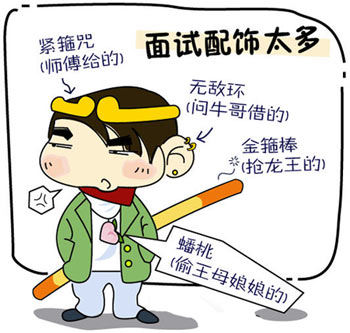 面试配饰太多
紧箍咒
(师傅给的)
无敌环
(问牛哥借的)
金箍棒
(抢龙王的)
蟠桃
(偷王母娘娘的)